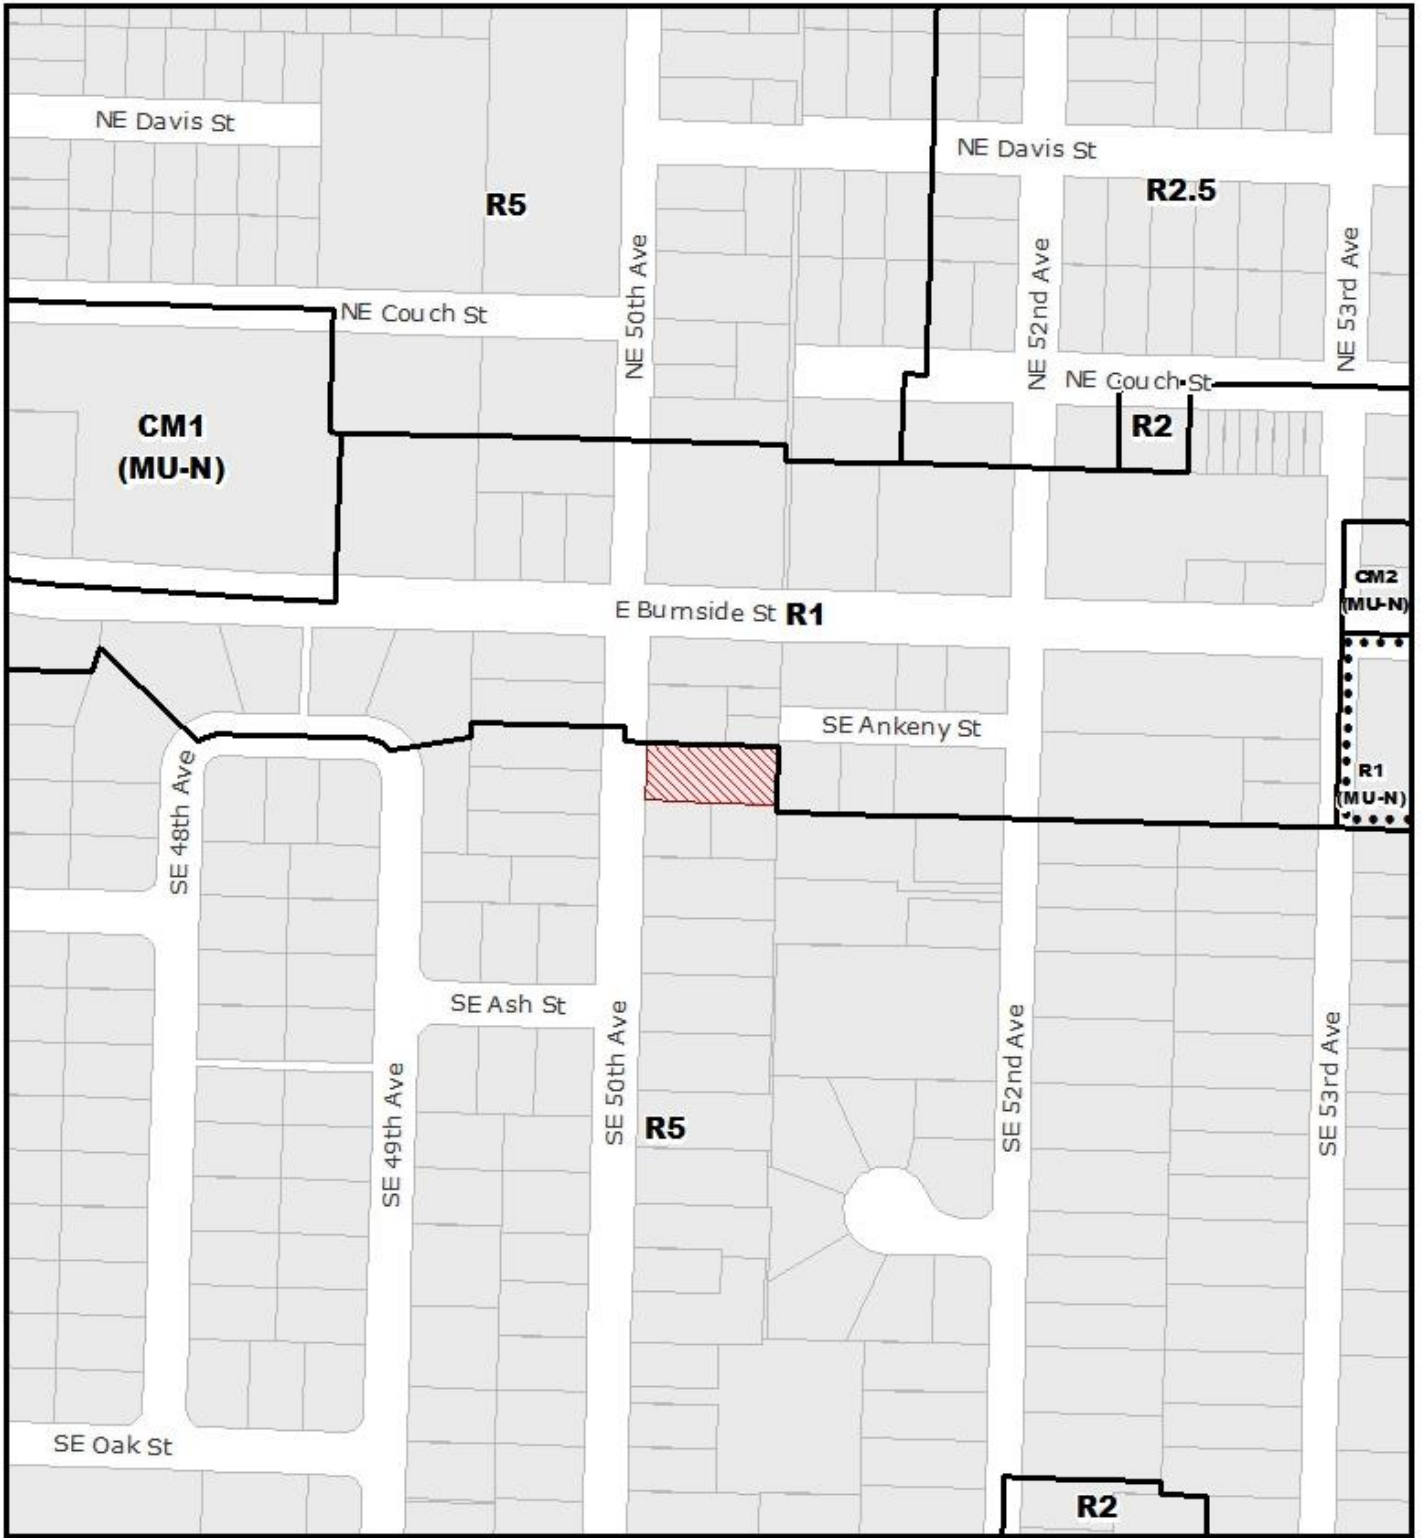 NE Davis St
NE Davis St
R5
R2.5
NE 50th Ave
NE 52nd Ave
NE 53rd Ave
NE Couch St
NE Couch St
CM1
(MU-N)
R2
CM2
(MU-N)
E Burnside St
R1
SE Ankeny St
SE 48th Ave
R1
(MU-N)
SE Ash St
SE 50th Ave
SE 52nd Ave
SE 53rd Ave
SE 49th Ave
R5
SE Oak St
R2